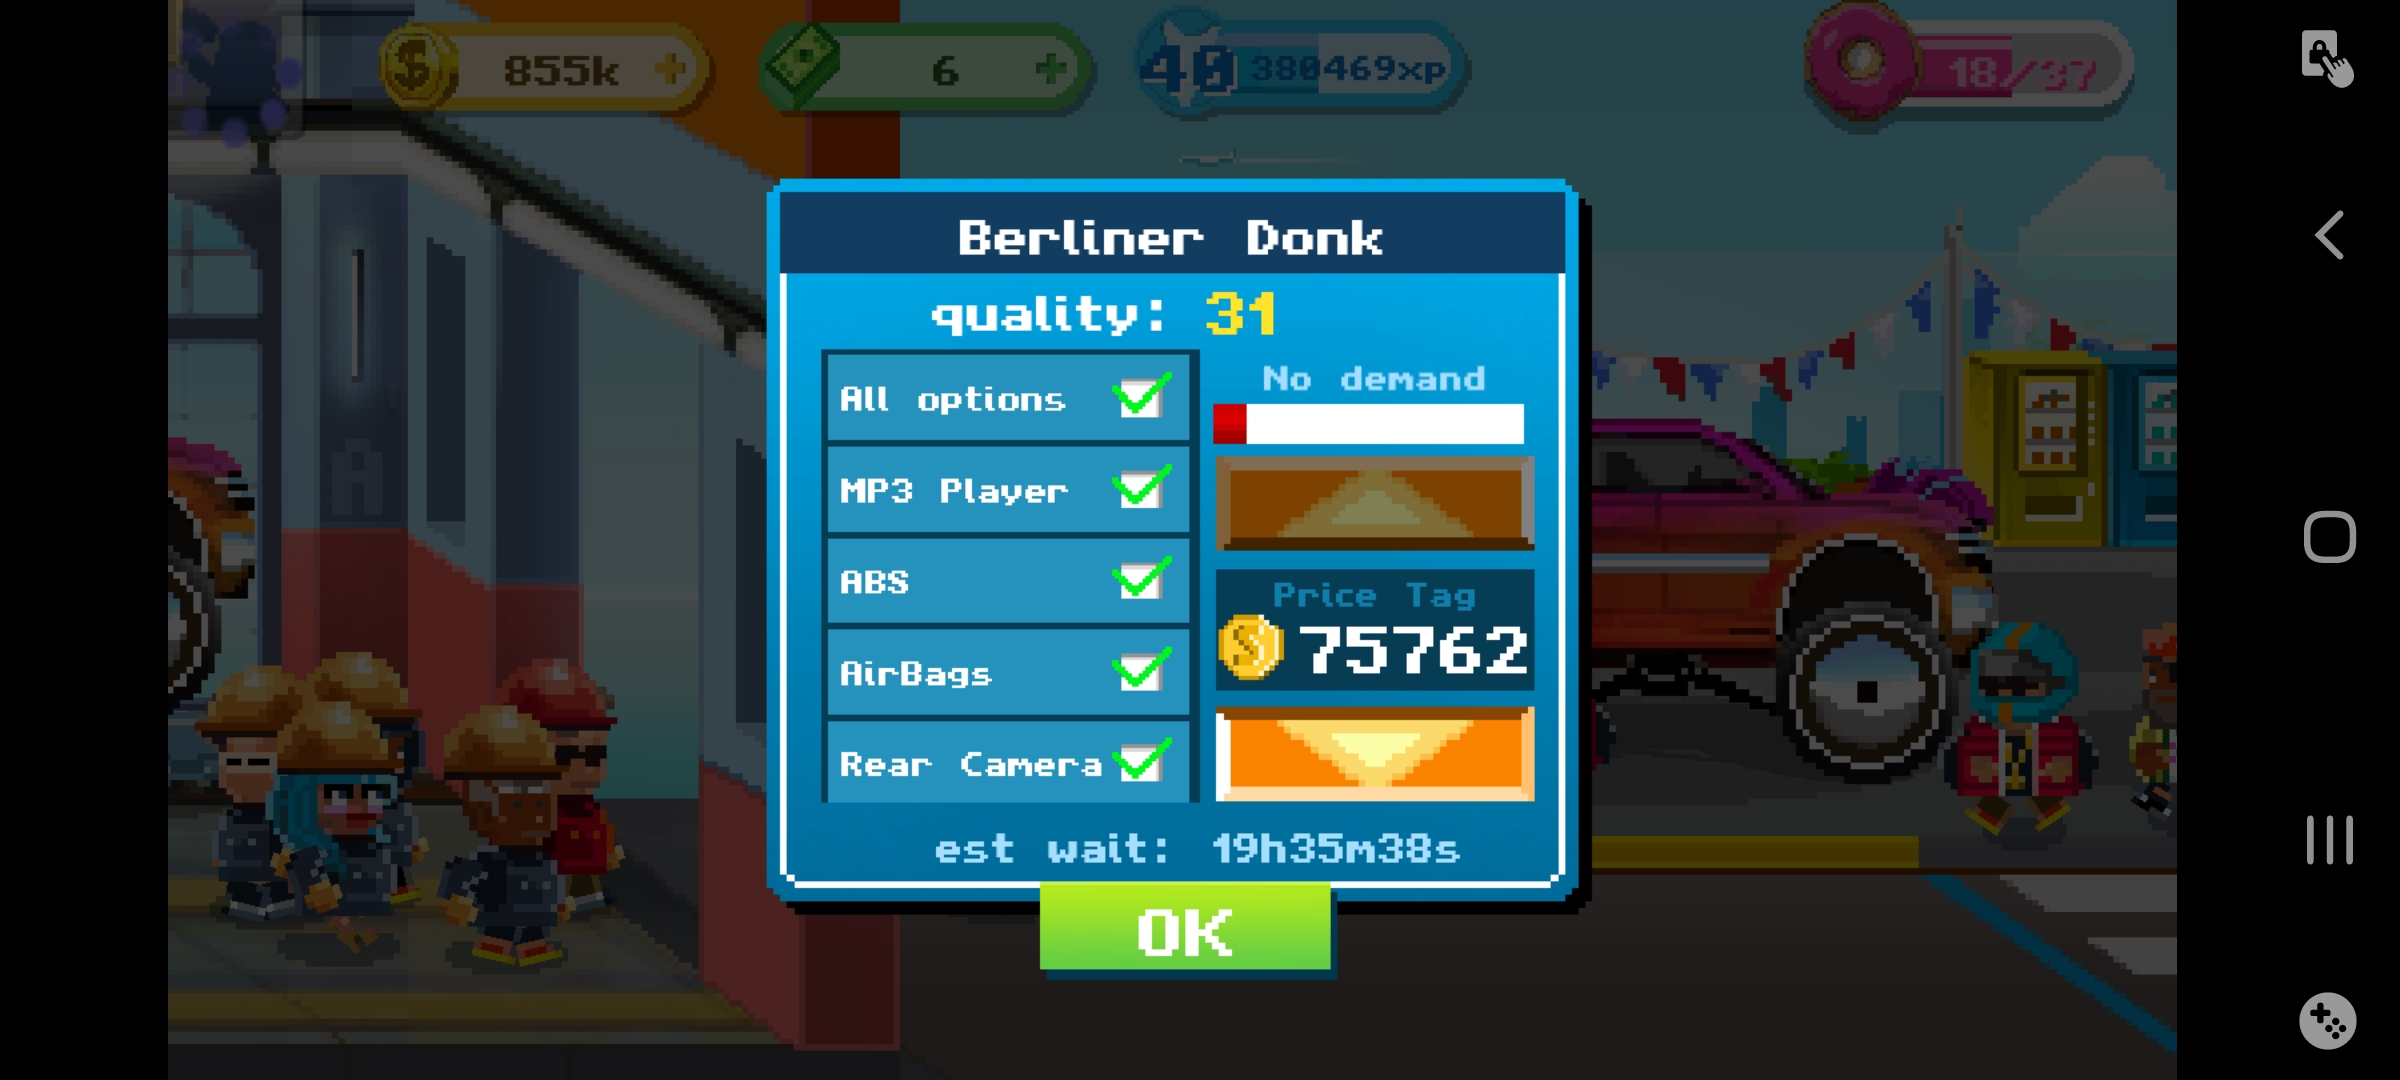 855k
6
40 380469xp
18/37
Berliner Donk
quality: 31
All options
MP3 Player
ABS
AirBags
Rear Camera
No demand
Price Tag
75762
est wait: 19h35m38s
OK